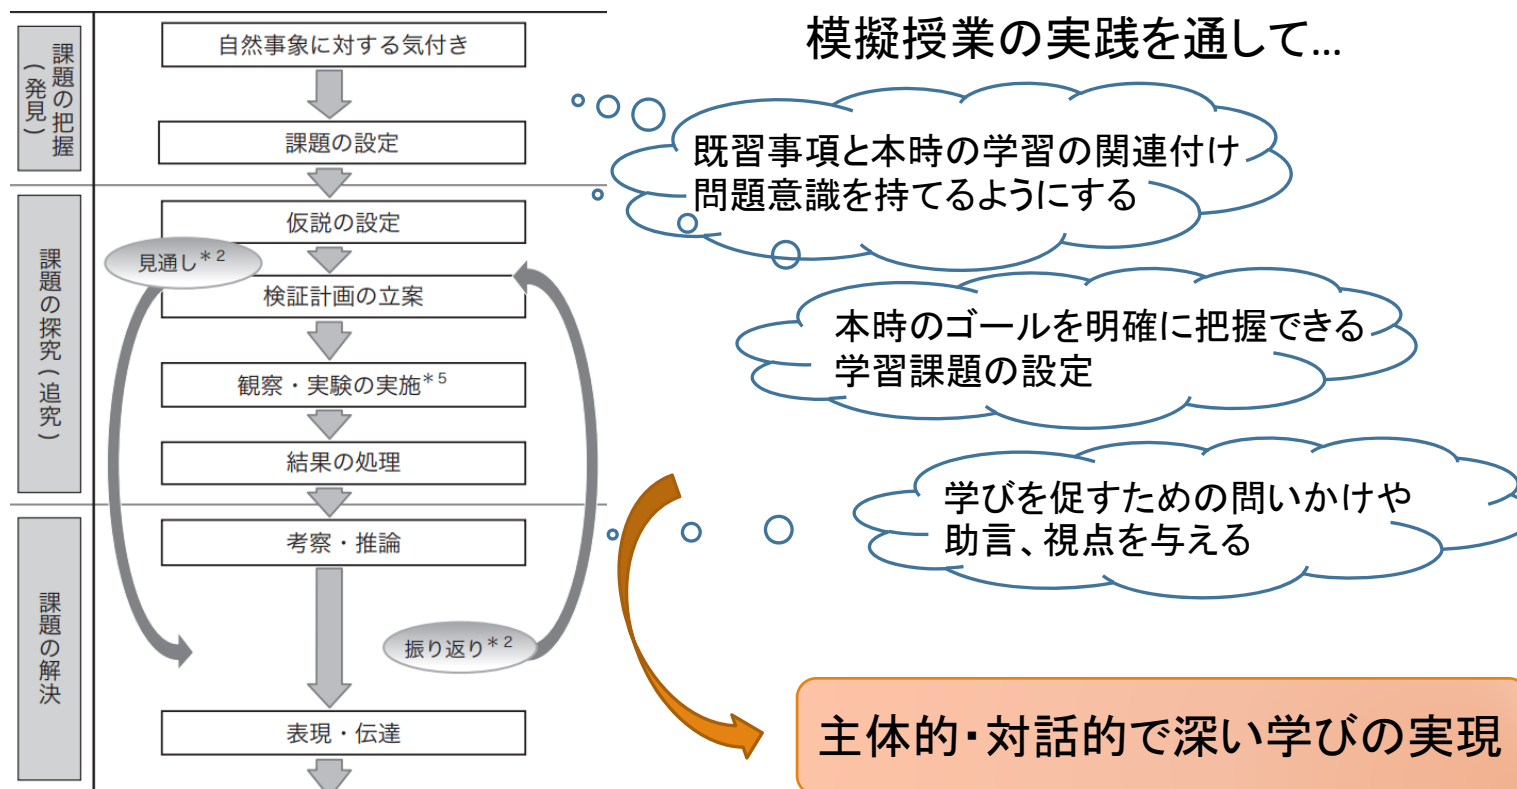 課題の把握
(発見)
自然事象に対する気付き
課題の設定
課題の探究(追究)
仮説の設定
見通し*2
検証計画の立案
観察・実験の実施*5
結果の処理
課題の解決
考察・推論
振り返り*2
表現・伝達
模擬授業の実践を通して...
既習事項と本時の学習の関連付け
問題意識を持てるようにする
本時のゴールを明確に把握できる
学習課題の設定
学びを促すための問いかけや
助言、視点を与える
主体的・対話的で深い学びの実現